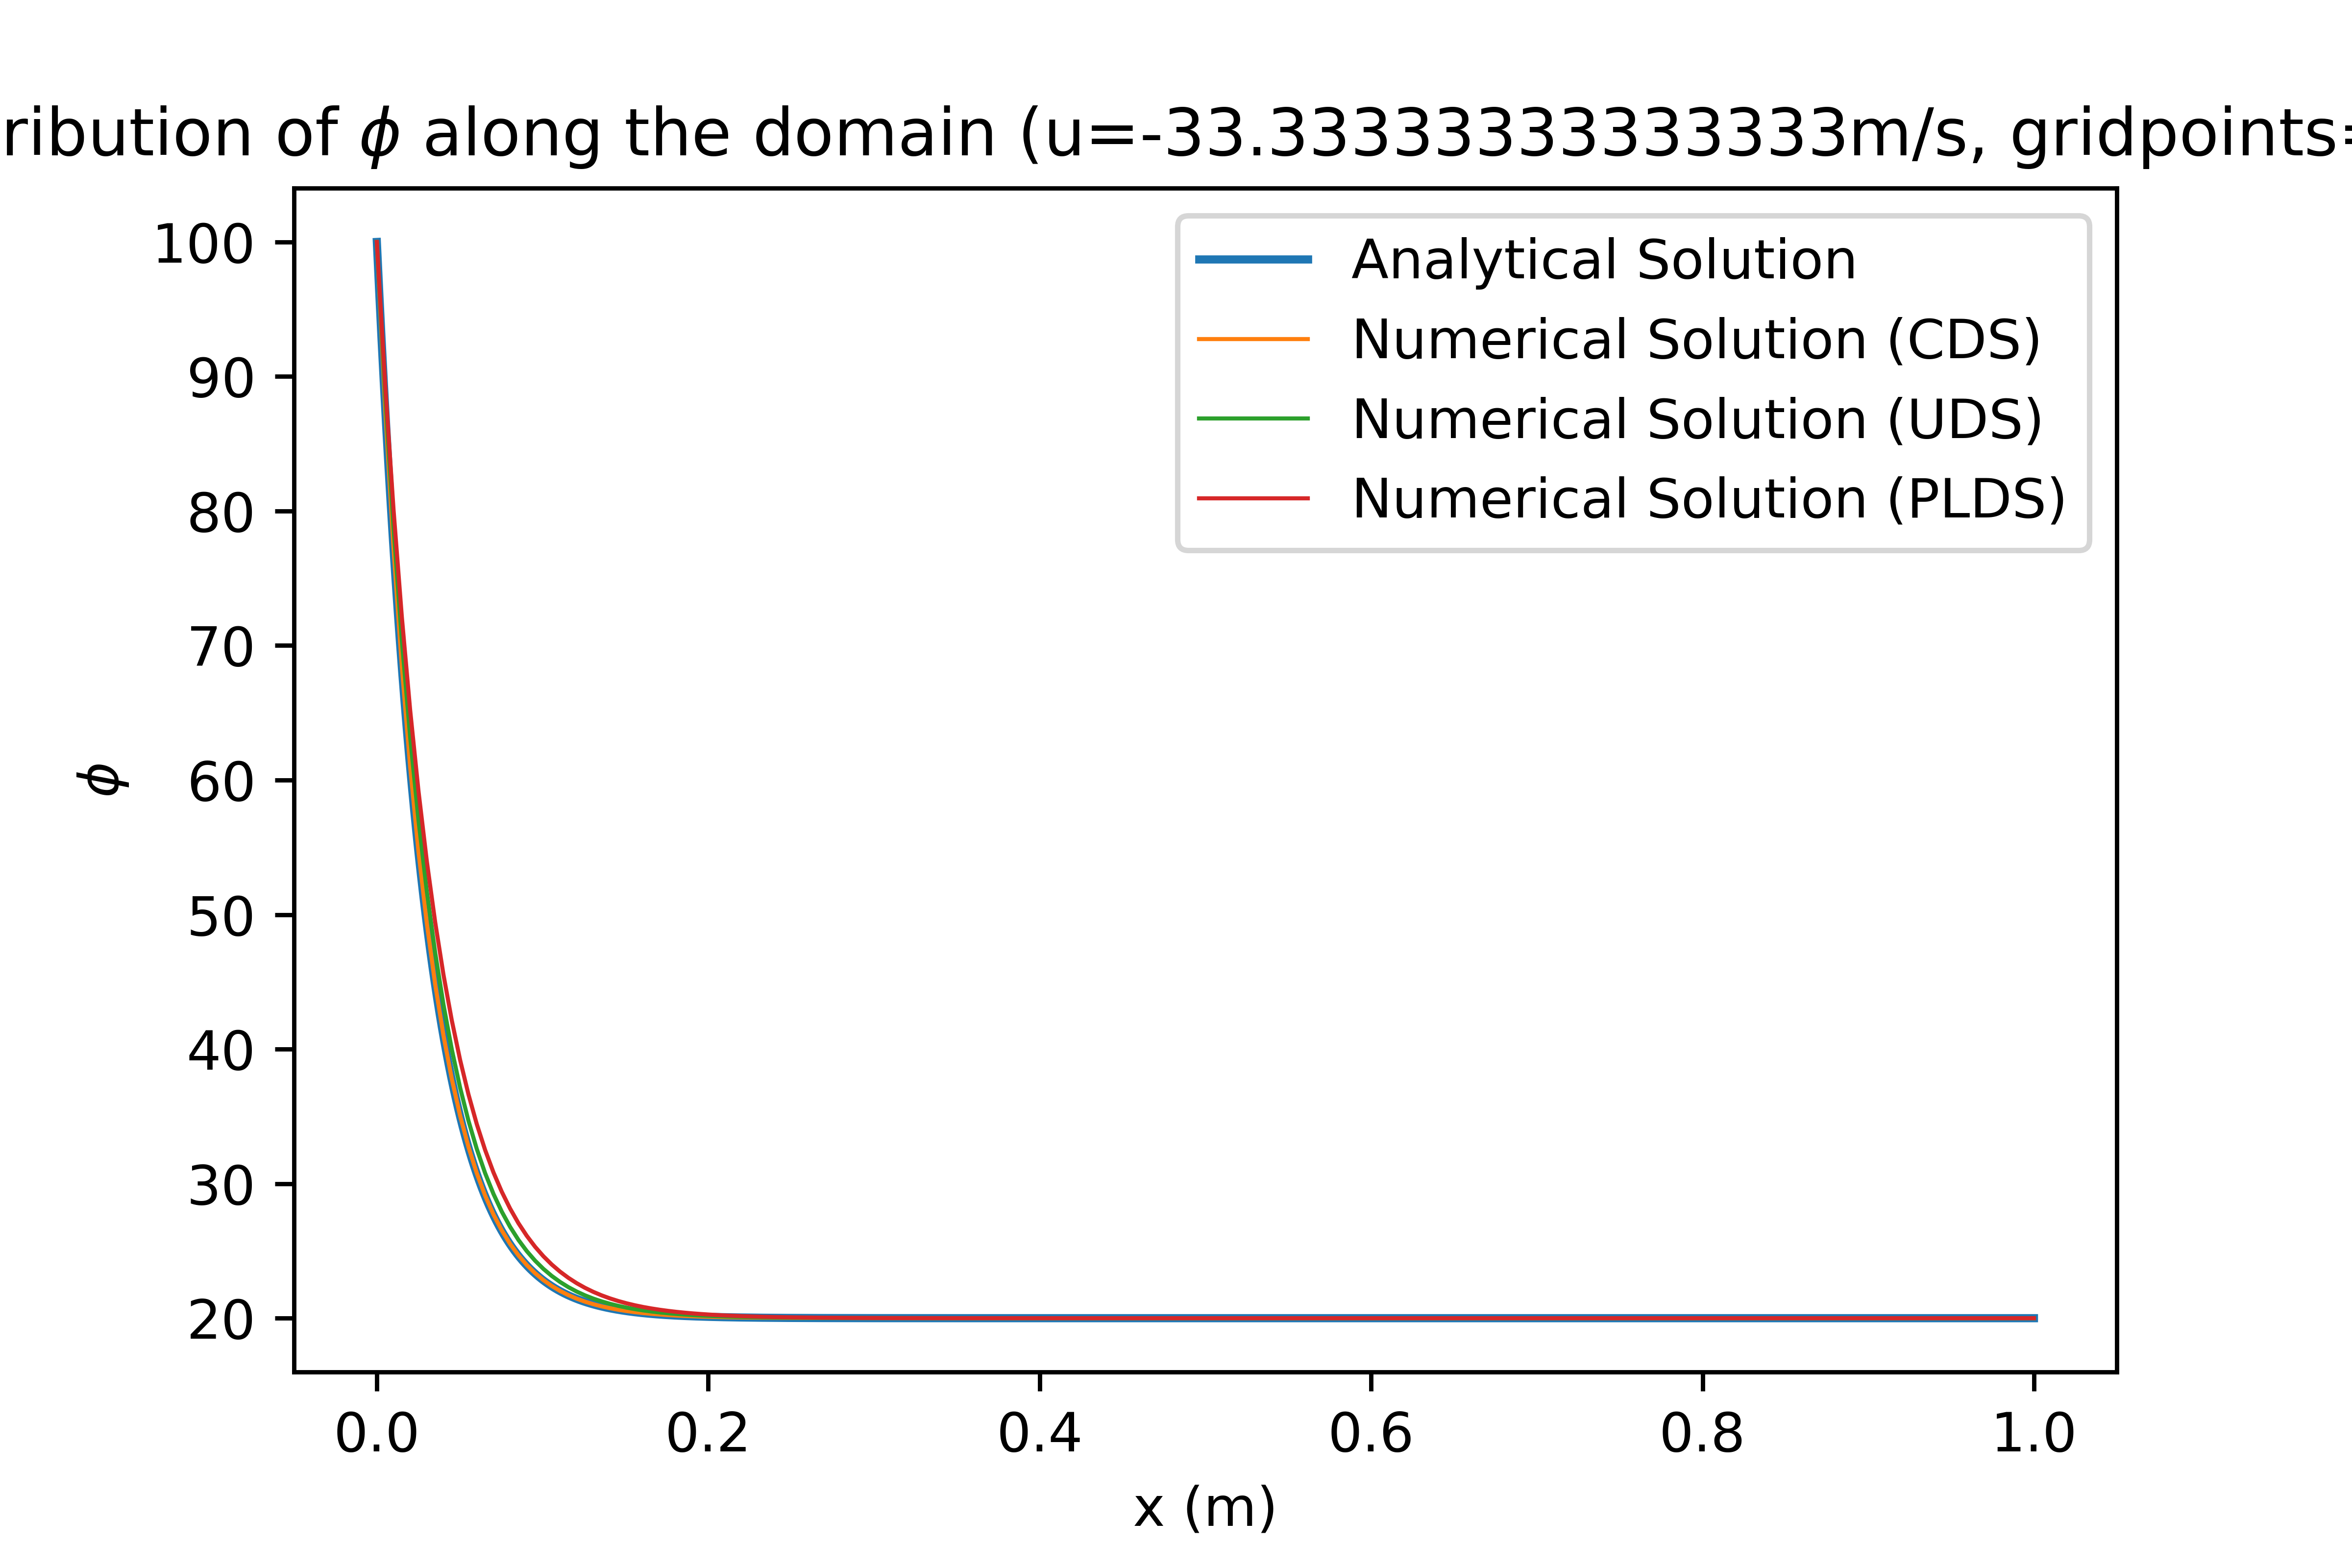 ribution of ϕ along the domain (u=-33.333333333333336m/s, gridpoints=
Analytical Solution
Numerical Solution (CDS)
Numerical Solution (UDS)
Numerical Solution (PLDS)
100
90
80
70
60
50
40
30
20
ϕ
0.0 0.2 0.4 0.6 0.8 1.0
x (m)